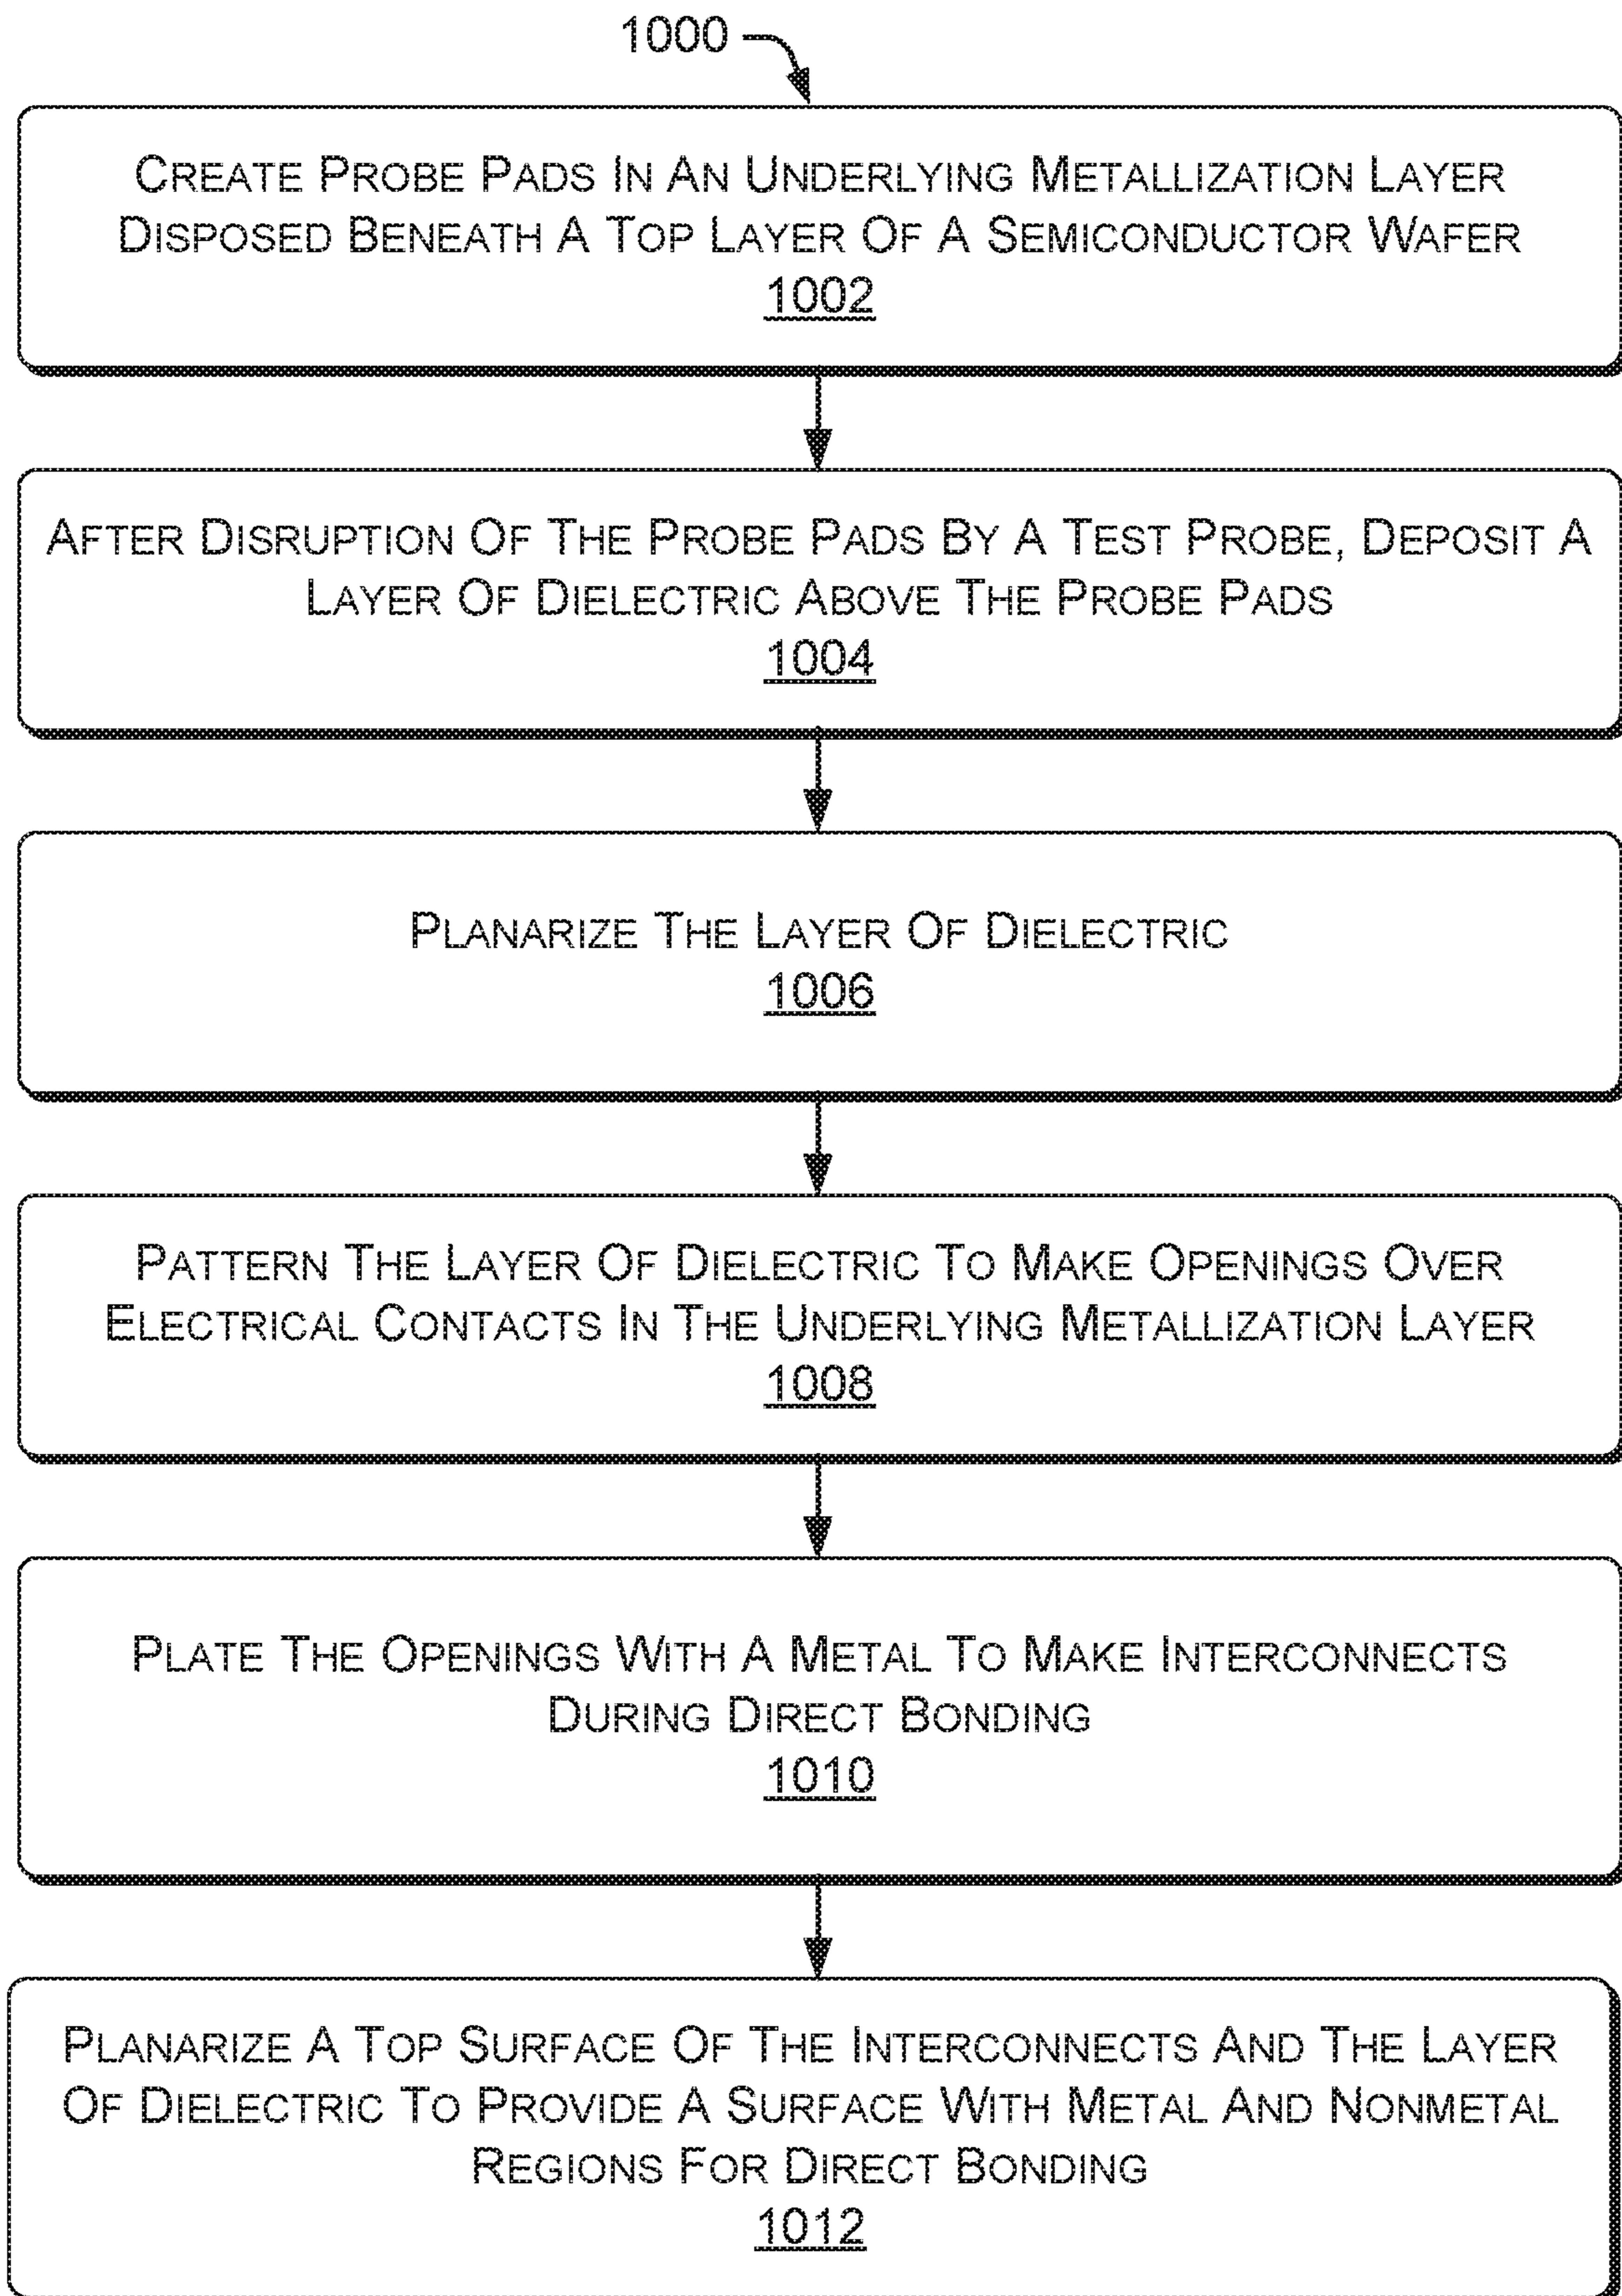 1000
CREATE PROBE PADS IN AN UNDERLYING METALLIZATION LAYER
DISPOSED BENEATH A TOP LAYER OF A SEMICONDUCTOR WAFER
1002
AFTER DISRUPTION OF THE PROBE PADS BY A TEST PROBE, DEPOSIT A
LAYER OF DIELECTRIC ABOVE THE PROBE PADS
1004
PLANARIZE THE LAYER OF DIELECTRIC
1006
PATTERN THE LAYER OF DIELECTRIC TO MAKE OPENINGS OVER
ELECTRICAL CONTACTS IN THE UNDERLYING METALLIZATION LAYER
1008
PLATE THE OPENINGS WITH A METAL TO MAKE INTERCONNECTS
DURING DIRECT BONDING
1010
PLANARIZE A TOP SURFACE OF THE INTERCONNECTS AND THE LAYER
OF DIELECTRIC TO PROVIDE A SURFACE WITH METAL AND NONMETAL
REGIONS FOR DIRECT BONDING
1012